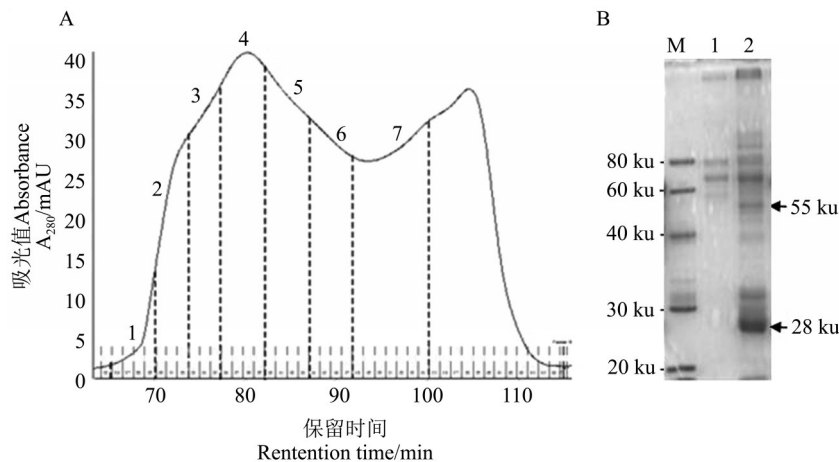 A
40
35
30
25
20
15
10
5
0
吸光值Absorbance
A280/mAU
1
2
3
4
5
6
7
70
80
90
100
110
保留时间
Rentention time/min
B
M 1 2
80 ku
60 ku
40 ku
30 ku
20 ku
55 ku
28 ku